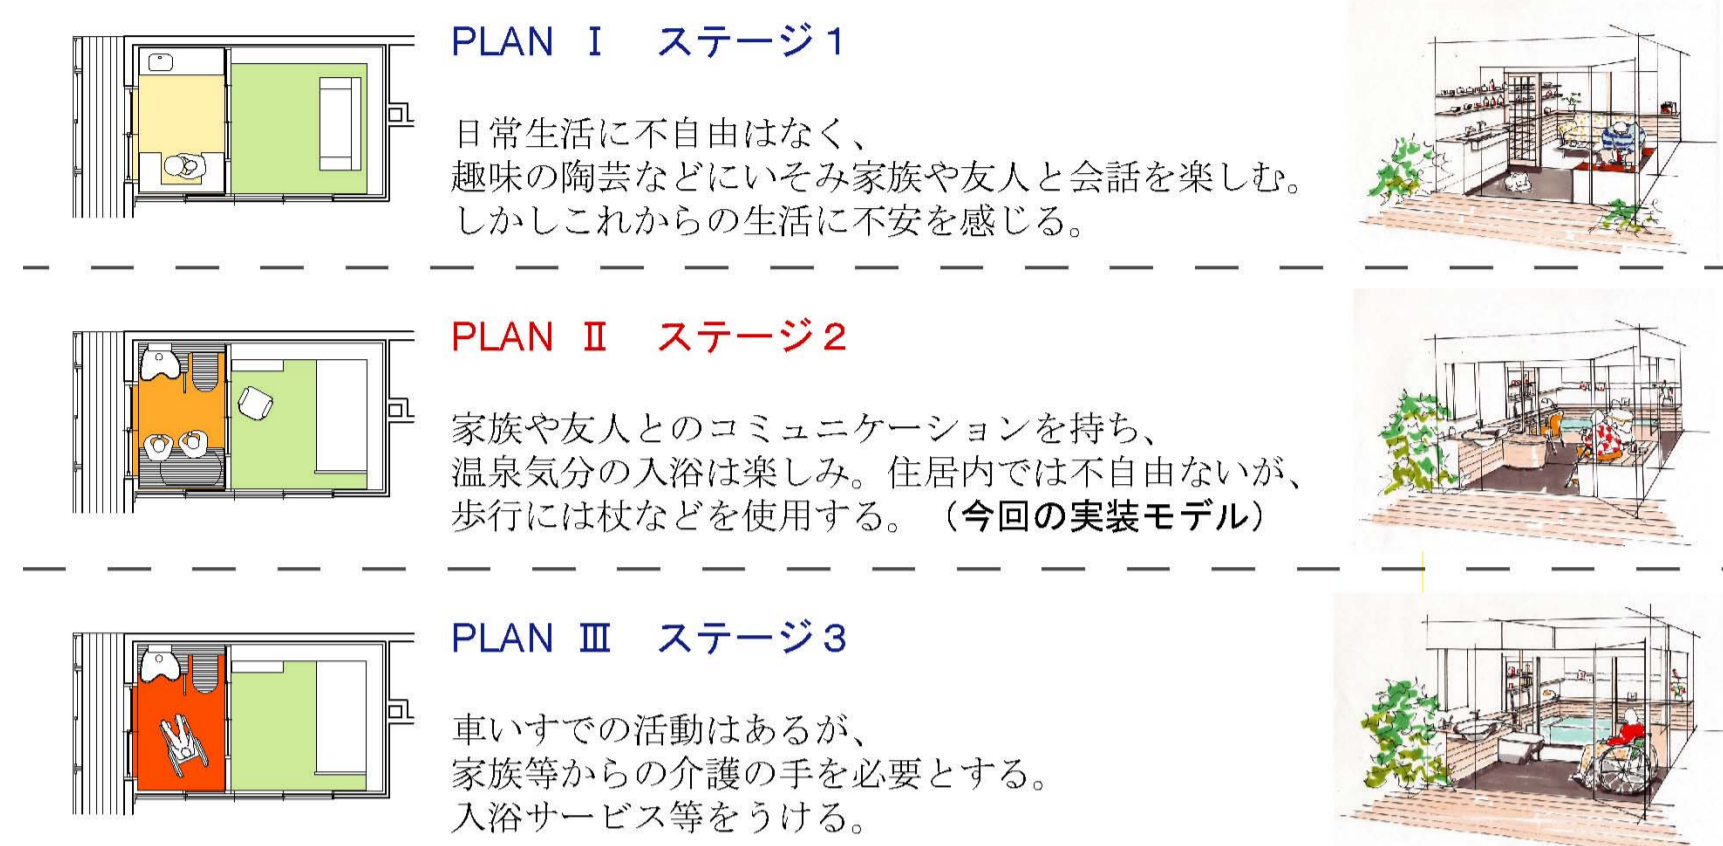 PLAN Ⅰ ステージ1
日常生活に不自由はなく、
趣味の陶芸などにいそみ家族や友人と会話を楽しむ。
しかしこれからの生活に不安を感じる。
PLAN Ⅱ ステージ2
家族や友人とのコミュニケーションを持ち、
温泉気分の入浴は楽しみ。住居内では不自由ないが、
歩行には杖などを使用する。（今回の実装モデル）
PLAN Ⅲ ステージ3
車いすでの活動はあるが、
家族等からの介護の手を必要とする。
入浴サービス等をうける。